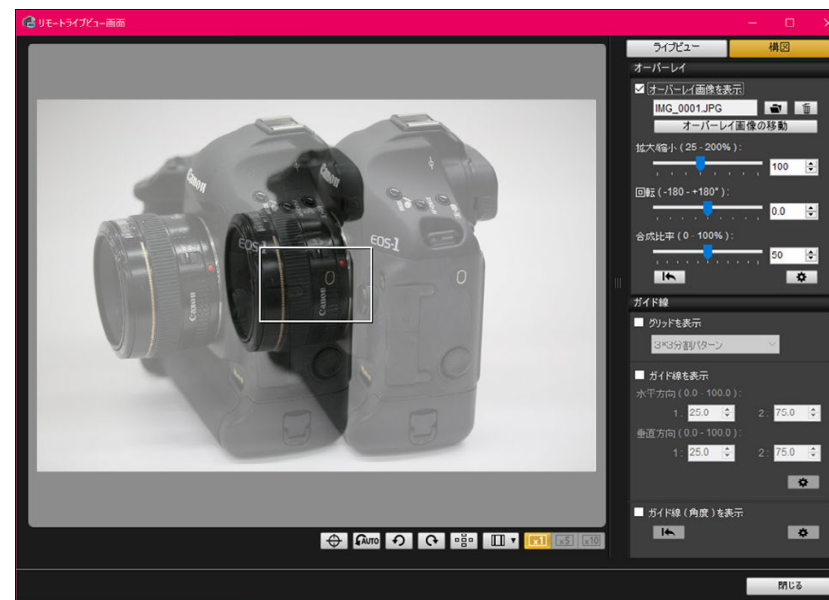 リモートライブビュー画面
ライブビュー
構図
オーバーレイ
オーバーレイ画像を表示
IMG_0001.JPG
オーバーレイ画像の移動
拡大/縮小 ( 25 - 200% ) :
100
回転 ( -180 - +180° ) :
0.0
合成比率 ( 0 - 100% ) :
50
ガイド線
グリッドを表示
3*3分割パターン
ガイド線を表示
水平方向 ( 0.0 - 100.0 ) :
1 : 25.0 2 : 75.0
垂直方向 ( 0.0 - 100.0 ) :
1 : 25.0 2 : 75.0
ガイド線 ( 角度 ) を表示
Canon
Canon
EOS-1
EOS-1
Canon
Canon
AUTO
x1 x5 x10
閉じる